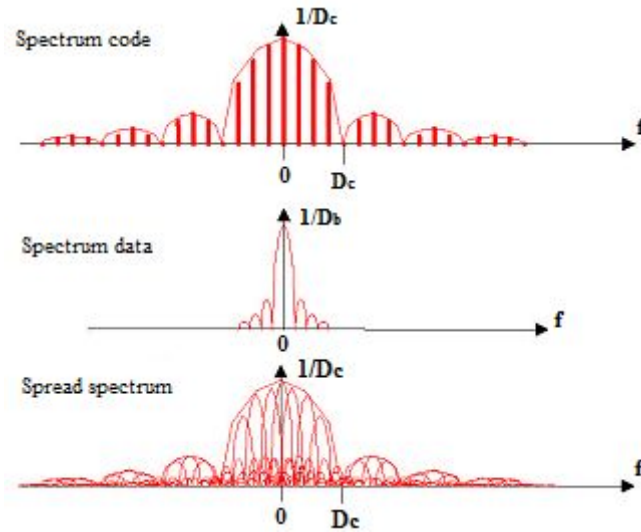 1/Dc
Spectrum code
f
0
Dc
1/Db
Spectrum data
f
0
1/Dc
Spread spectrum
f
0
Dc